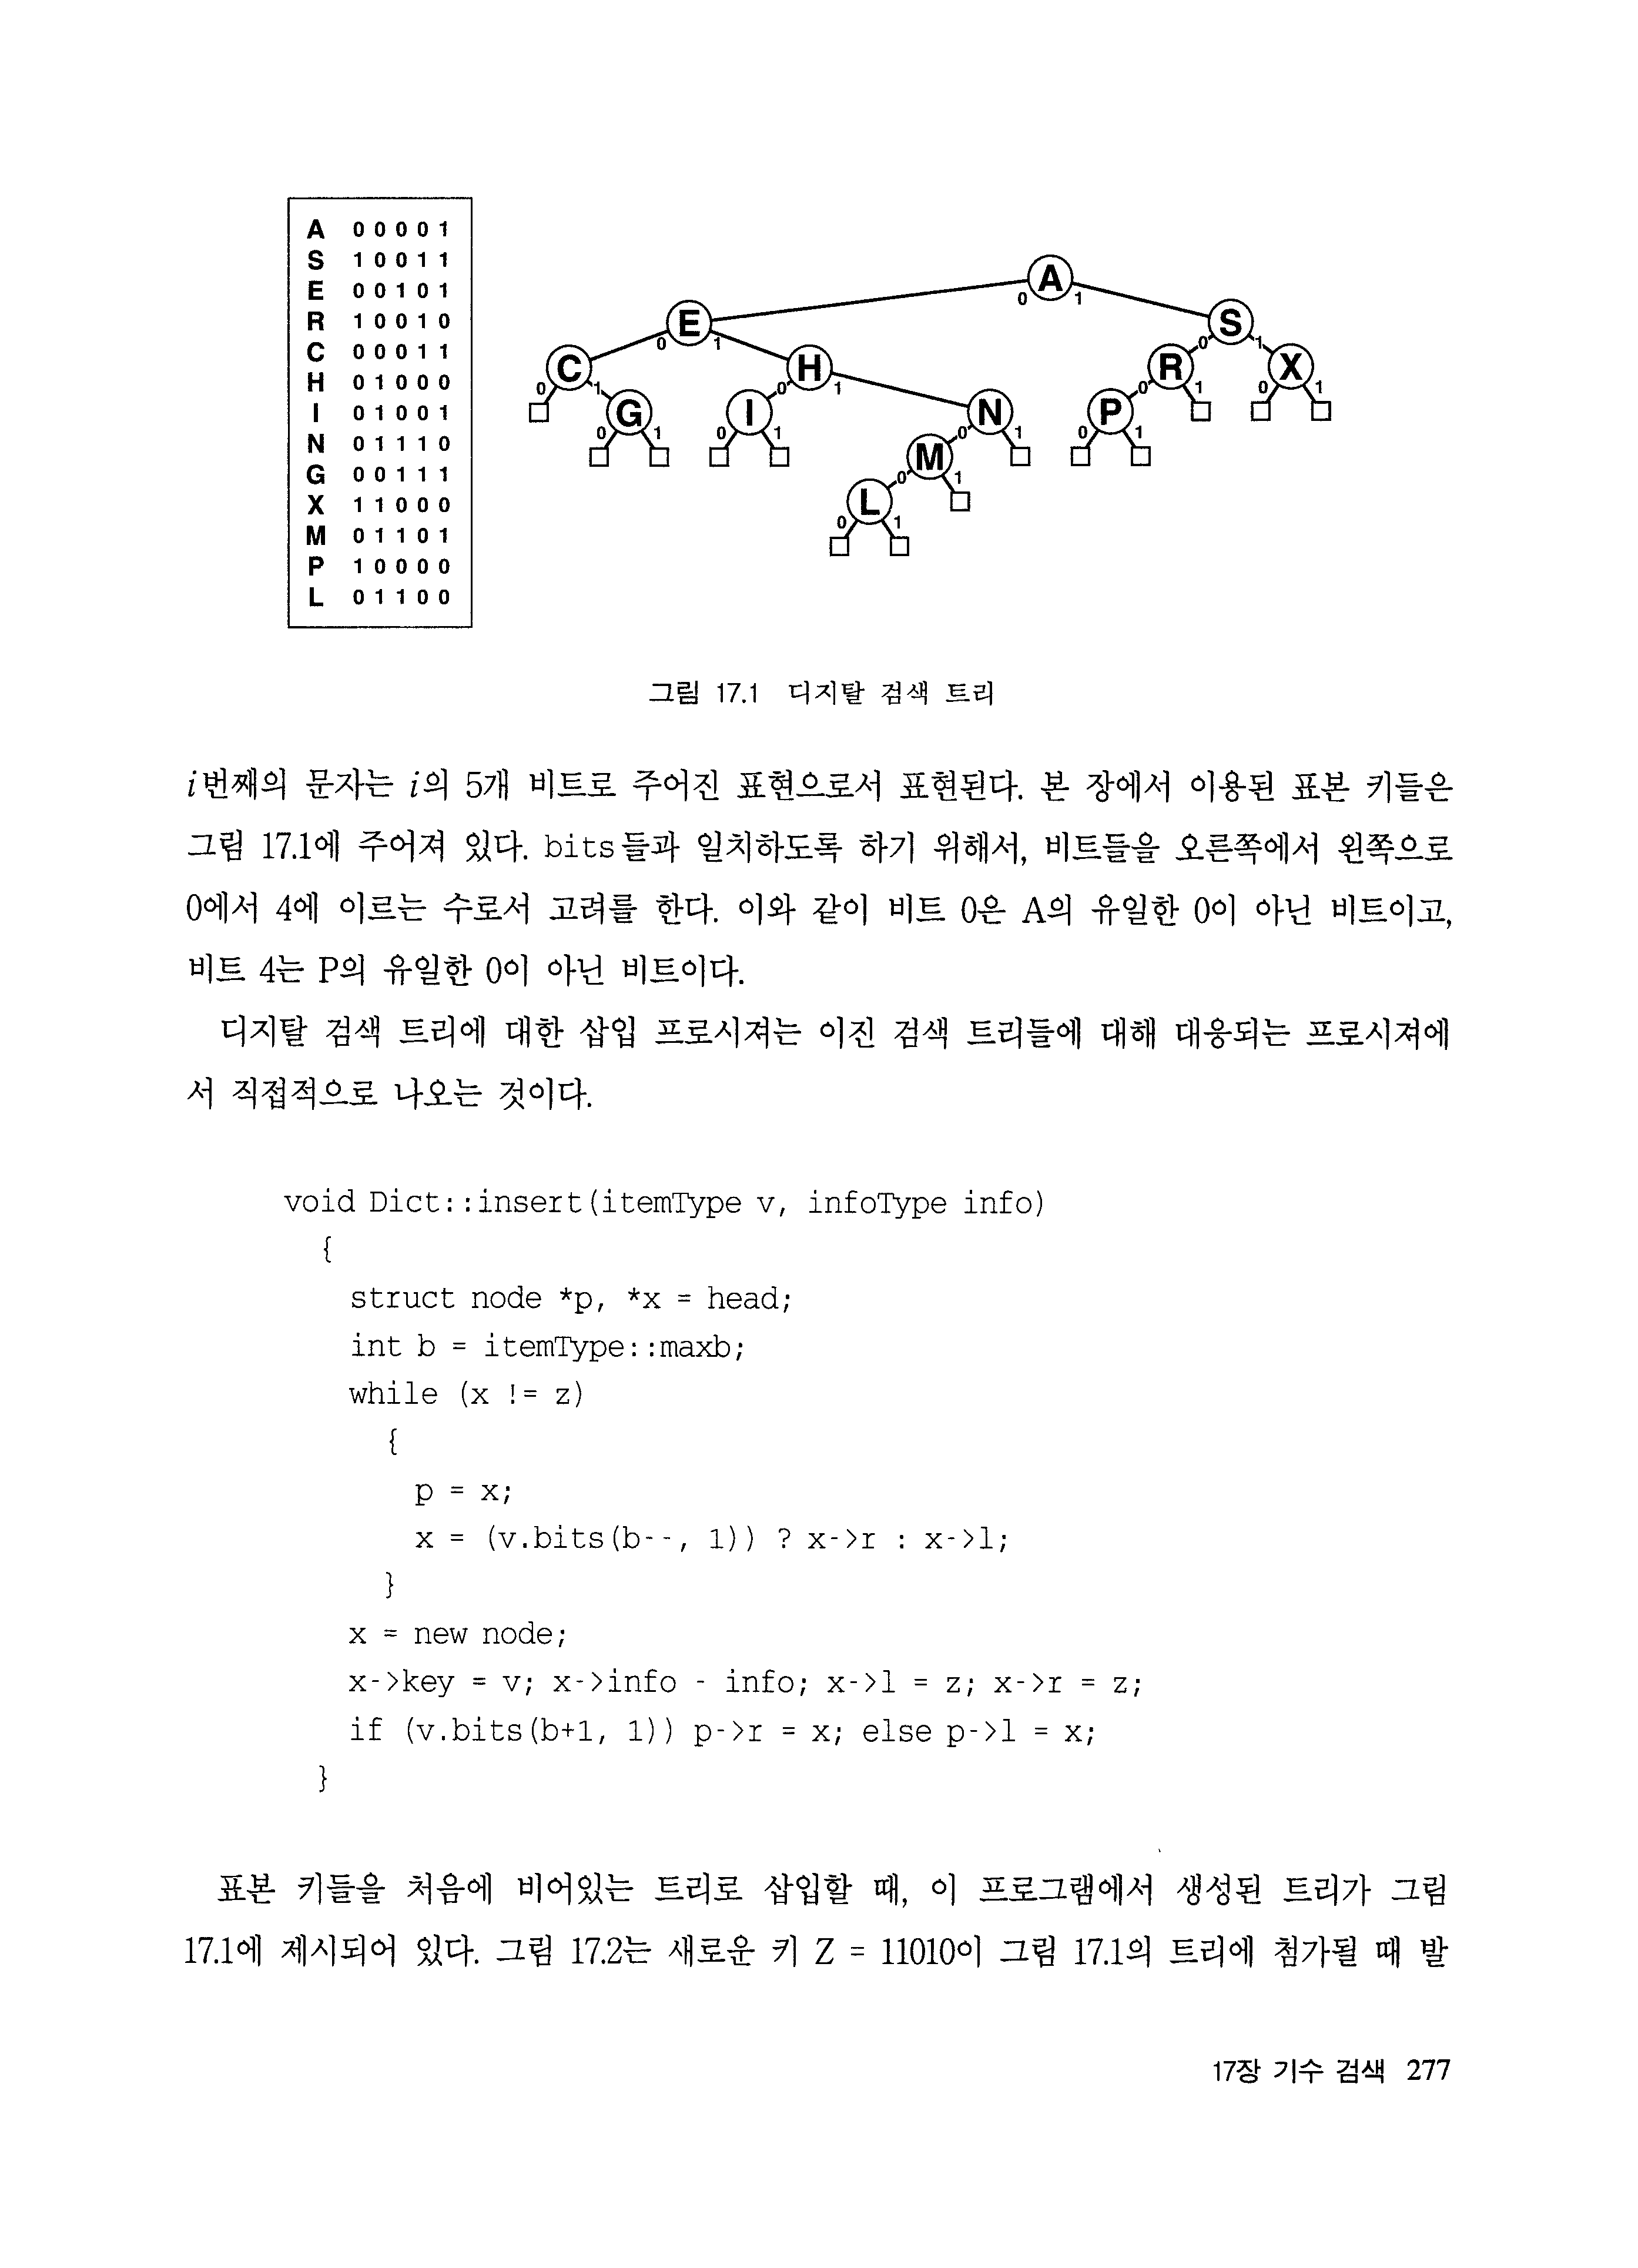 A 0 0 0 0 1
S 1 0 0 1 1
E 0 0 1 0 1
R 1 0 0 1 0
C 0 0 0 1 1
H 0 1 0 0 0
I 0 1 0 0 1
N 0 1 1 1 0
G 0 0 1 1 1
X 1 1 0 0 0
M 0 1 1 0 1
P 1 0 0 0 0
L 0 1 1 0 0
A
0 1
E S
0 1 0 1
C H R X
0 1 0 1 0 1 0 1
G I N P
0 1 0 1 0 1 0 1
M
0 1
L
0 1
그림 17.1 디지탈 검색 트리
i번째의 문자는 i의 5개 비트로 주어진 표현으로서 표현된다. 본 장에서 이용된 표본 키들은
그림 17.1에 주어져 있다. bits들과 일치하도록 하기 위해서, 비트들을 오른쪽에서 왼쪽으로
0에서 4에 이르는 수로서 고려를 한다. 이와 같이 비트 0은 A의 유일한 0이 아닌 비트이고,
비트 4는 P의 유일한 0이 아닌 비트이다.
디지탈 검색 트리에 대한 삽입 프로시져는 이진 검색 트리들에 대해 대응되는 프로시져에
서 직접적으로 나오는 것이다.
void Dict::insert(itemType v, infoType info)
{
struct node *p, *x = head;
int b = itemType::maxb;
while (x != z)
{
p = x;
x = (v.bits(b--, 1)) ? x->r : x->l;
}
x = new node;
x->key = v; x->info - info; x->l = z; x->r = z;
if (v.bits(b+1, 1)) p->r = x; else p->l = x;
}
표본 키들을 처음에 비어있는 트리로 삽입할 때, 이 프로그램에서 생성된 트리가 그림
17.1에 제시되어 있다. 그림 17.2는 새로운 키 Z = 11010이 그림 17.1의 트리에 첨가될 때 발
17장 기수 검색 277